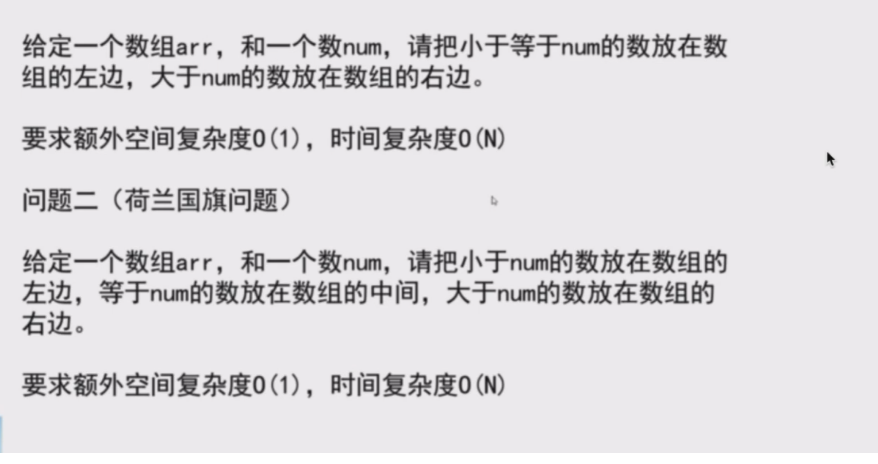 给定一个数组arr，和一个数num，请把小于等于num的数放在数
组的左边，大于num的数放在数组的右边。
要求额外空间复杂度O(1)，时间复杂度O(N)
问题二（荷兰国旗问题）
给定一个数组arr，和一个数num，请把小于num的数放在数组的
左边，等于num的数放在数组的中间，大于num的数放在数组的
右边。
要求额外空间复杂度O(1)，时间复杂度O(N)